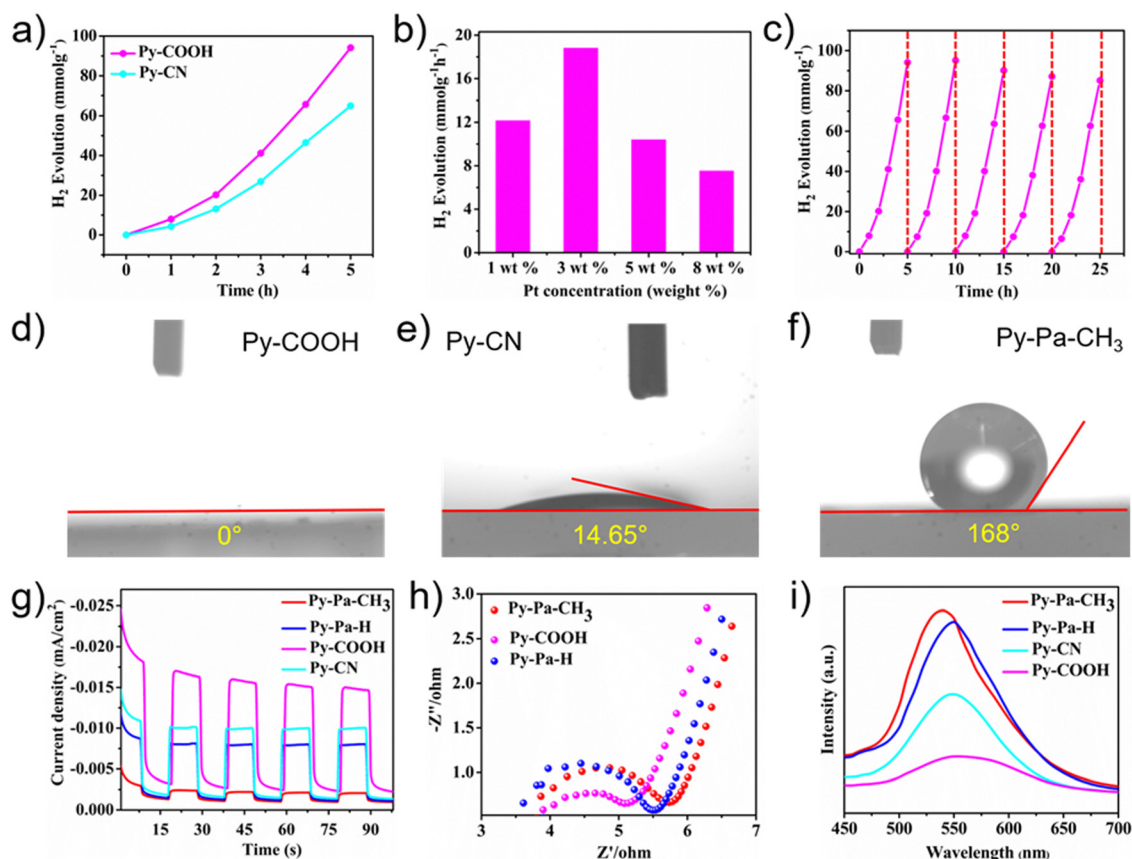 a)
H₂ Evolution (mmolg⁻¹)
100
80
60
40
20
0
Py-COOH
Py-CN
0 1 2 3 4 5
Time (h)
b)
H₂ Evolution (mmolg⁻¹h⁻¹)
20
16
12
8
4
0
1 wt % 3 wt % 5 wt % 8 wt %
Pt concentration (weight %)
c)
H₂ Evolution (mmolg⁻¹)
100
80
60
40
20
0
0 5 10 15 20 25
Time (h)
d)
Py-COOH
0°
e)
Py-CN
14.65°
f)
Py-Pa-CH₃
168°
g)
Current density (mA/cm²)
-0.025
-0.020
-0.015
-0.010
-0.005
0.000
Py-Pa-CH₃
Py-Pa-H
Py-COOH
Py-CN
15 30 45 60 75 90
Time (s)
h)
-Z''/ohm
3.0
2.5
2.0
1.5
1.0
Py-Pa-CH₃
Py-COOH
Py-Pa-H
3 4 5 6 7
Z'/ohm
i)
Intensity (a.u.)
Py-Pa-CH₃
Py-Pa-H
Py-CN
Py-COOH
450 500 550 600 650 700
Wavelength (nm)